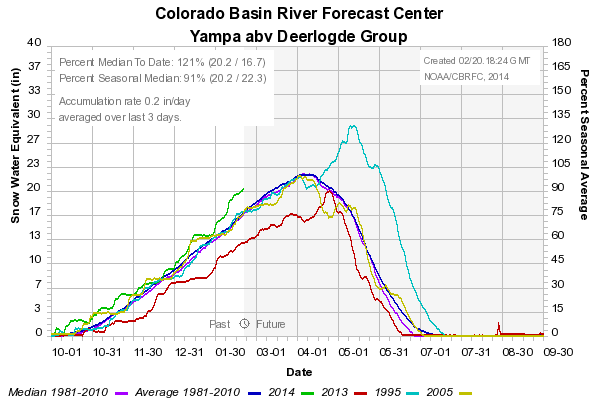 Colorado Basin River Forecast Center
Yampa abv Deerlogde Group
Percent Median To Date: 121% (20.2 / 16.7)
Percent Seasonal Median: 91% (20.2 / 22.3)
Accumulation rate 0.2 in/day
averaged over last 3 days.
Created 02/20.18:24 GMT
NOAA/CBRFC, 2014
Snow Water Equivalent (in)
40
37
33
30
27
23
20
17
13
10
7
3
0
Percent Seasonal Average
180
165
150
135
120
105
90
75
60
45
30
15
0
Past
Future
10-01 10-31 11-30 12-31 01-30 03-01 04-01 05-01 05-31 07-01 07-31 08-30 09-30
Date
Median 1981-2010 Average 1981-2010 2014 2013 1995 2005